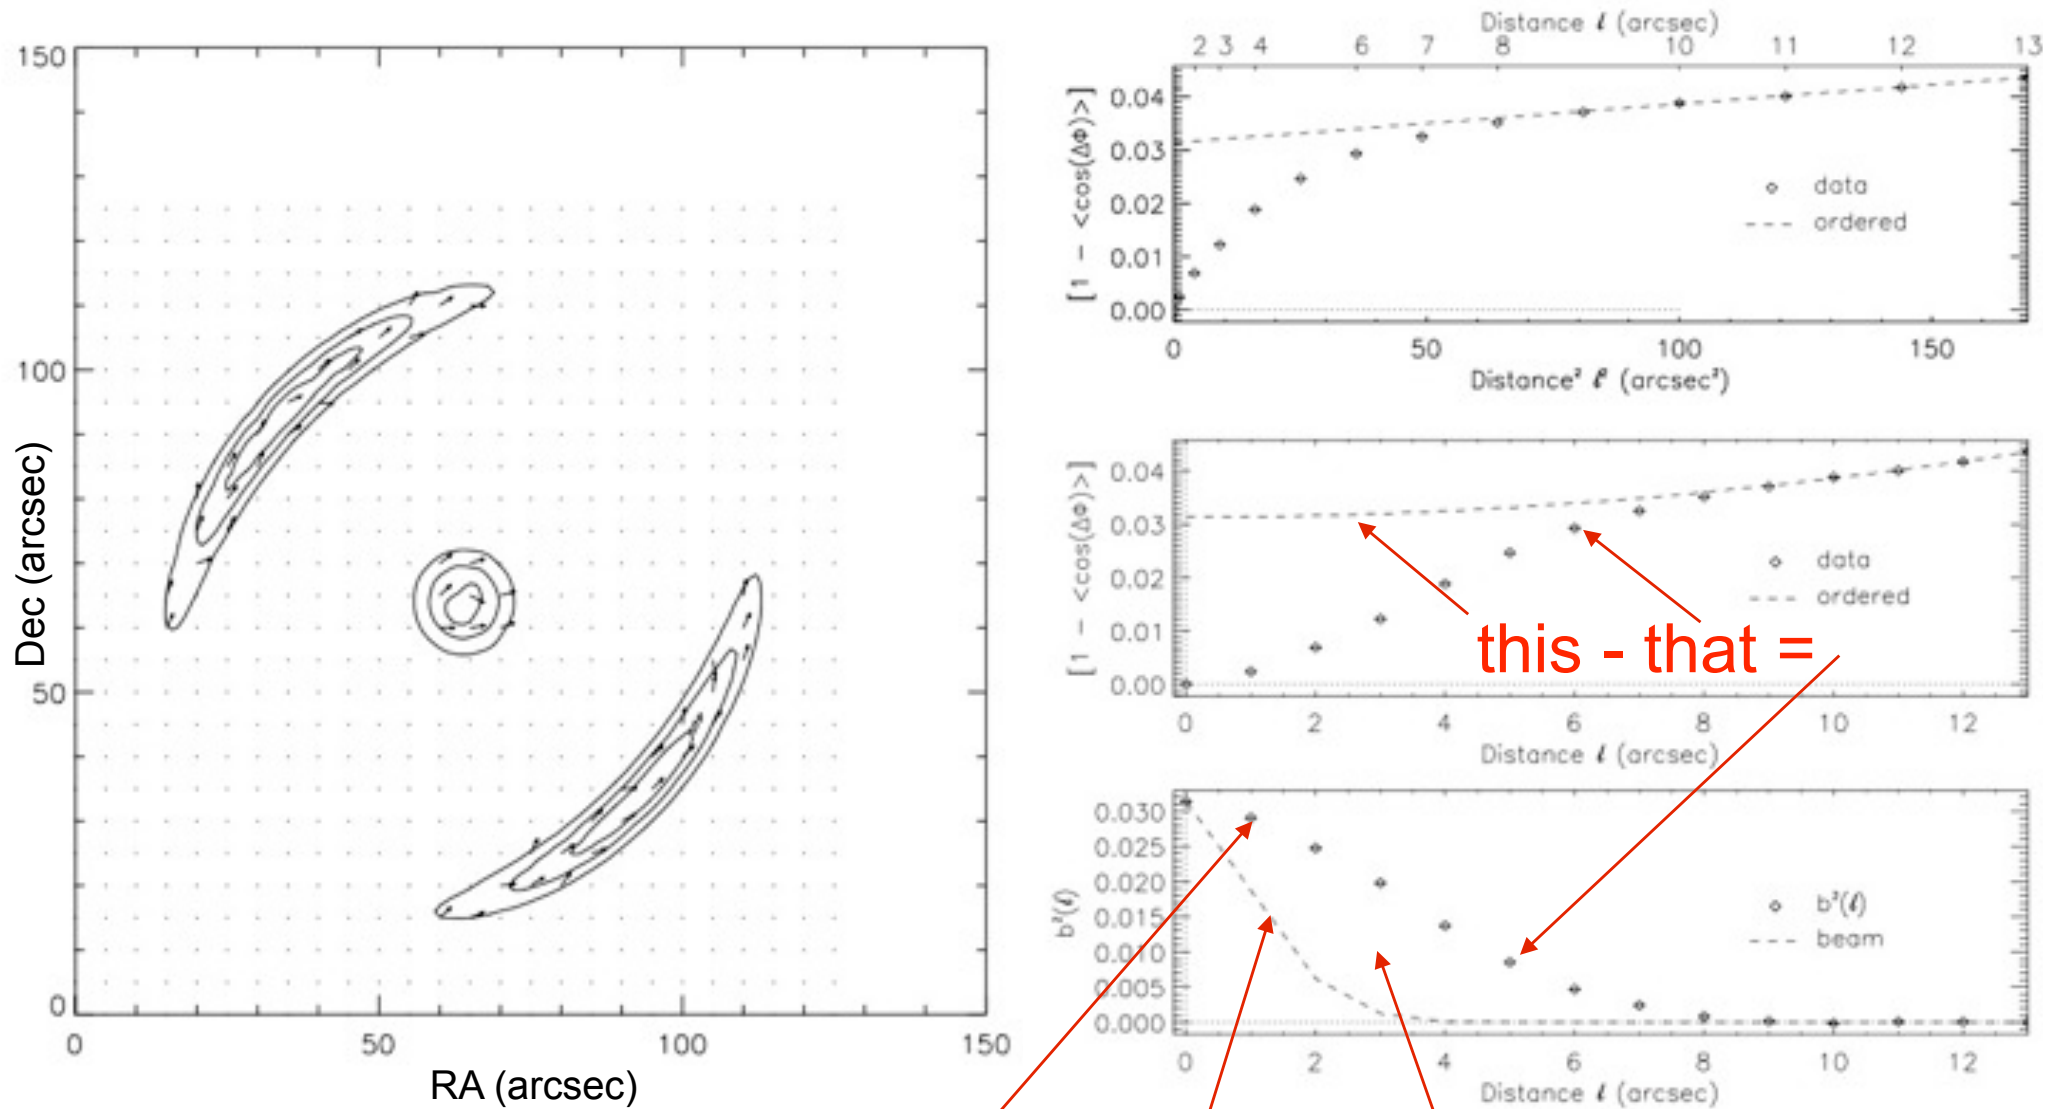 150
100
50
0
Dec (arcsec)
0 50 100 150
RA (arcsec)
Distance ℓ (arcsec)
2 3 4 6 7 8 10 11 12 13
[1 - <cos(ΔΦ)>]
0.04
0.03
0.02
0.01
0.00
data
ordered
0 50 100 150
Distance² ℓ² (arcsec²)
[1 - <cos(ΔΦ)>]
0.04
0.03
0.02
0.01
0.00
data
ordered
this - that =
0 2 4 6 8 10 12
Distance ℓ (arcsec)
b²(ℓ)
0.030
0.025
0.020
0.015
0.010
0.005
0.000
b²(ℓ)
beam
0 2 4 6 8 10 12
Distance ℓ (arcsec)